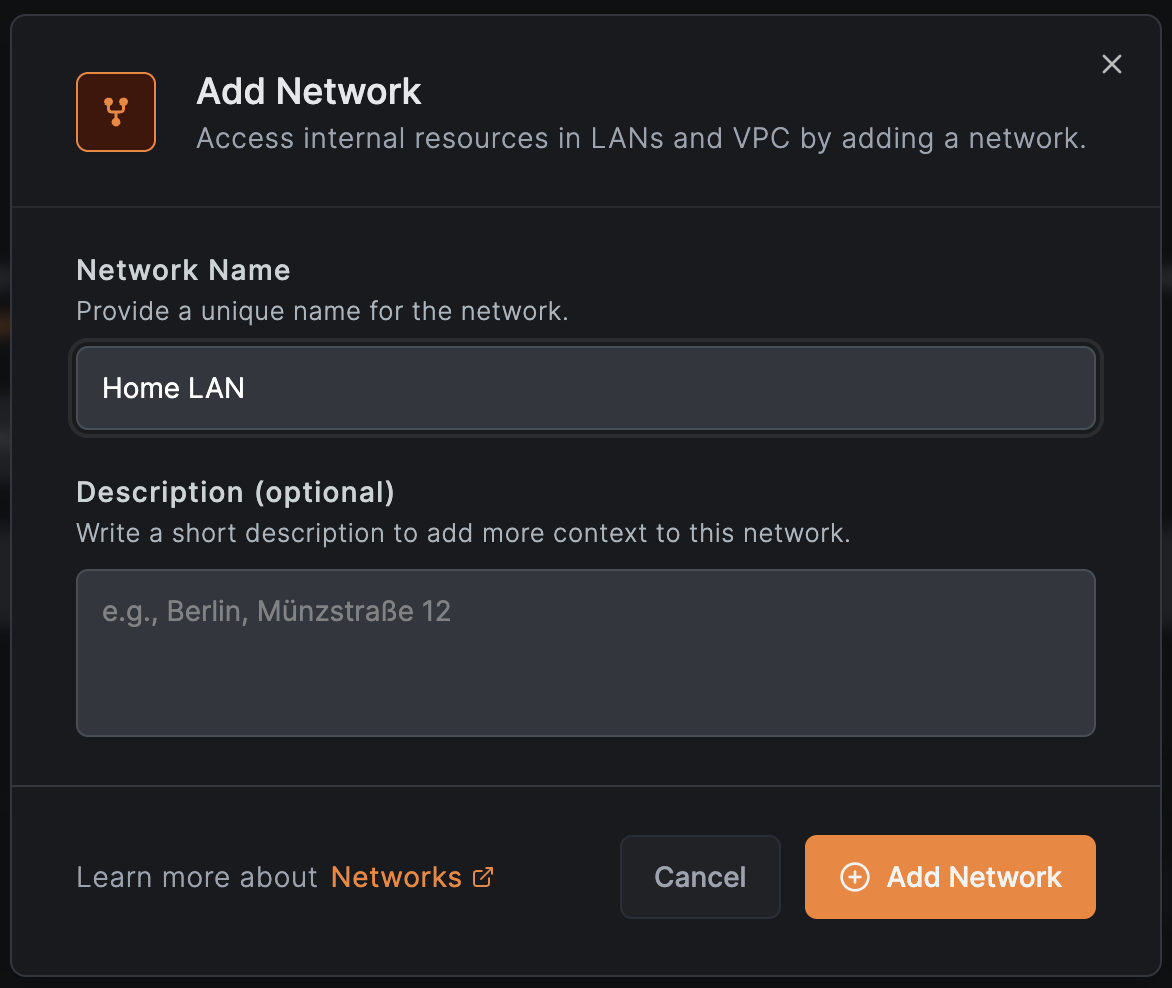 Add Network
Access internal resources in LANs and VPC by adding a network.
Network Name
Provide a unique name for the network.
Home LAN
Description (optional)
Write a short description to add more context to this network.
e.g., Berlin, Münzstraße 12
Learn more about Networks
Cancel
Add Network